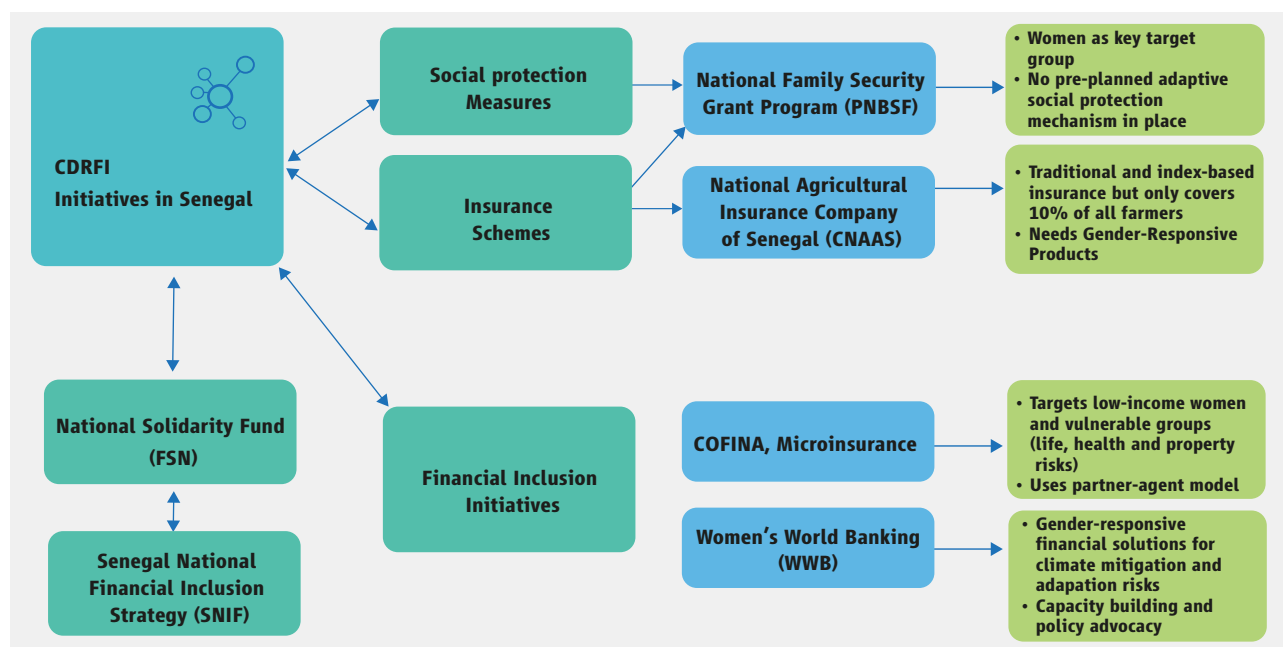 CDRFI
Initiatives in Senegal
Social protection
Measures
National Family Security
Grant Program (PNBSF)
• Women as key target
group
• No pre-planned adaptive
social protection
mechanism in place
Insurance
Schemes
National Agricultural
Insurance Company
of Senegal (CNAAS)
• Traditional and index-based
insurance but only covers
10% of all farmers
• Needs Gender-Responsive
Products
National Solidarity Fund
(FSN)
Senegal National
Financial Inclusion
Strategy (SNIF)
Financial Inclusion
Initiatives
COFINA, Microinsurance
• Targets low-income women
and vulnerable groups
(life, health and property
risks)
• Uses partner-agent model
Women’s World Banking
(WWB)
• Gender-responsive
financial solutions for
climate mitigation and
adapation risks
• Capacity building and
policy advocacy